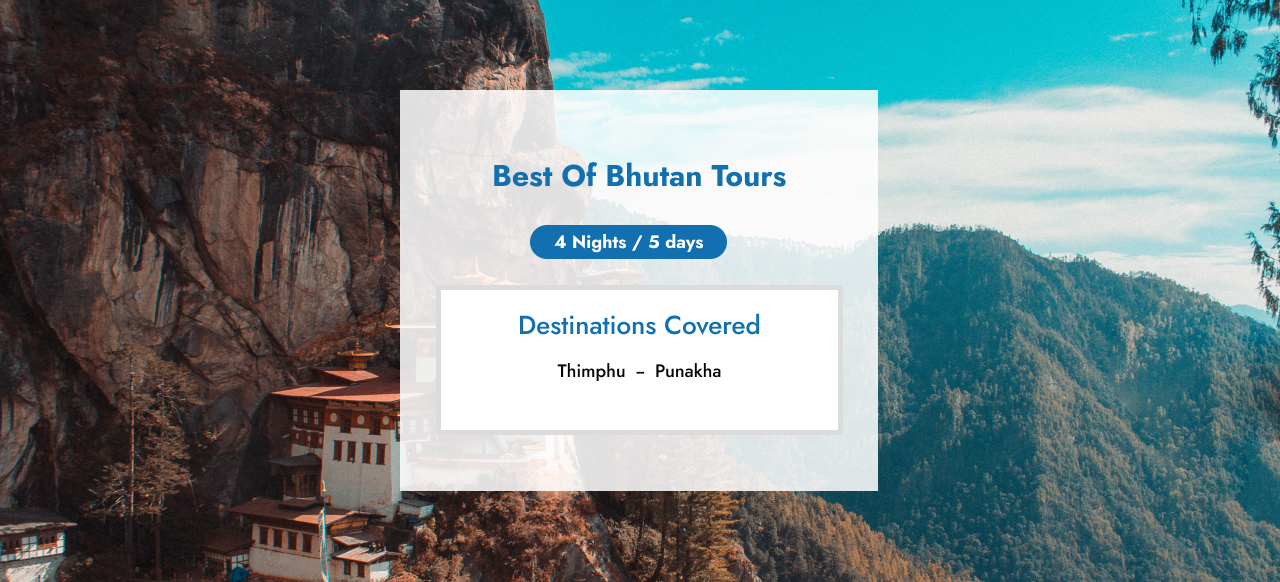 Best Of Bhutan Tours
4 Nights / 5 days
Destinations Covered
Thimphu – Punakha